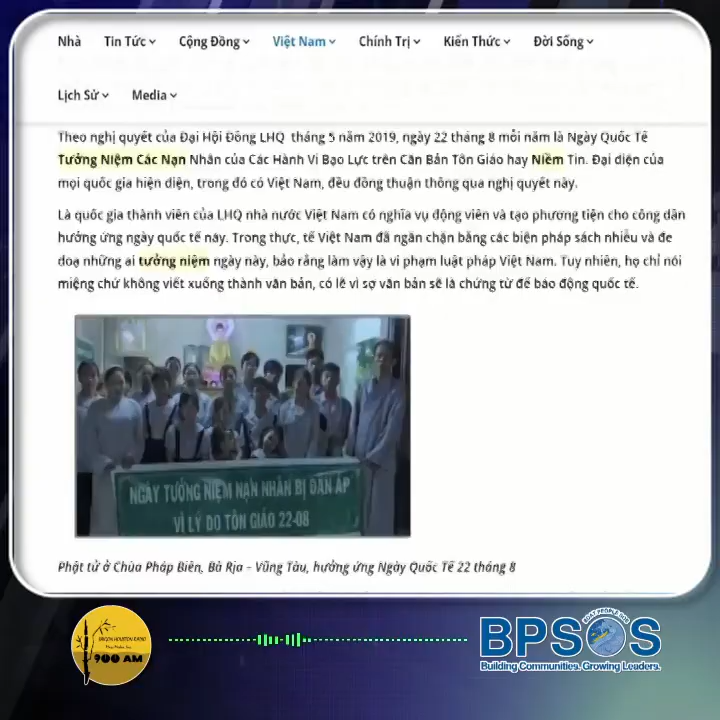 Nhà Tin Tức Cộng Đồng Việt Nam Chính Trị Kiến Thức Đời Sống
Lịch Sử Media
Theo nghị quyết của Đại Hội Đồng LHQ tháng 5 năm 2019, ngày 22 tháng 8 mỗi năm là Ngày Quốc Tế
Tưởng Niệm Các Nạn Nhân của Các Hành Vi Bạo Lực trên Căn Bản Tôn Giáo hay Niềm Tin. Đại diện của
mọi quốc gia hiện diện, trong đó có Việt Nam, đều đồng thuận thông qua nghị quyết này.
Là quốc gia thành viên của LHQ nhà nước Việt Nam có nghĩa vụ động viên và tạo phương tiện cho công dân
hưởng ứng ngày quốc tế này. Trong thực, tế Việt Nam đã ngăn chặn bằng các biện pháp sách nhiễu và đe
doạ những ai tưởng niệm ngày này, bảo rằng làm vậy là vi phạm luật pháp Việt Nam. Tuy nhiên, họ chỉ nói
miệng chứ không viết xuống thành văn bản, có lẽ vì sợ văn bản sẽ là chứng từ để báo động quốc tế.
NGÀY TƯỞNG NIỆM NẠN NHÂN BỊ ĐÀN ÁP
VÌ LÝ DO TÔN GIÁO 22-08
Phật tử ở Chùa Pháp Biên, Bà Rịa – Vũng Tàu, hưởng ứng Ngày Quốc Tế 22 tháng 8
SAIGON HOUSTON RADIO
900 AM
BOAT PEOPLE SOS
BPSOS
Building Communities. Growing Leaders.